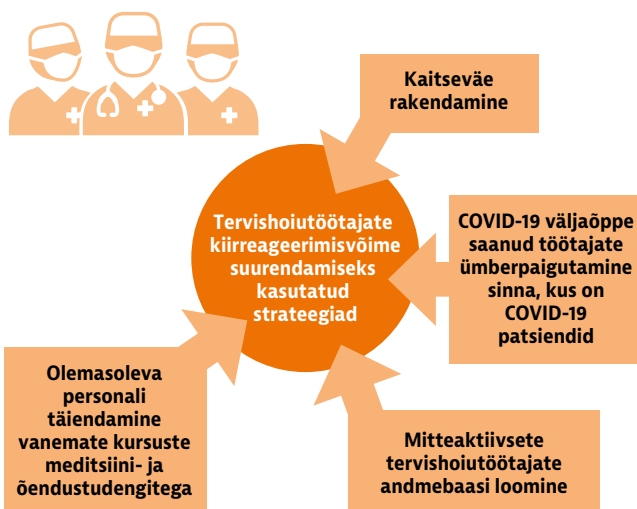 Kaitseväe
rakendamine
Tervishoiutöötajate
kiirreageerimisvõime
suurendamiseks
kasutatud
strateegiad
COVID-19 väljaõppe
saanud töötajate
ümberpaigutamine
sinna, kus on
COVID-19
patsiendid
Olemasoleva
personali
täiendamine
vanemate kursuste
meditsiini- ja
õendustudengitega
Mitteaktiivsete
tervishoiutöötajate
andmebaasi loomine